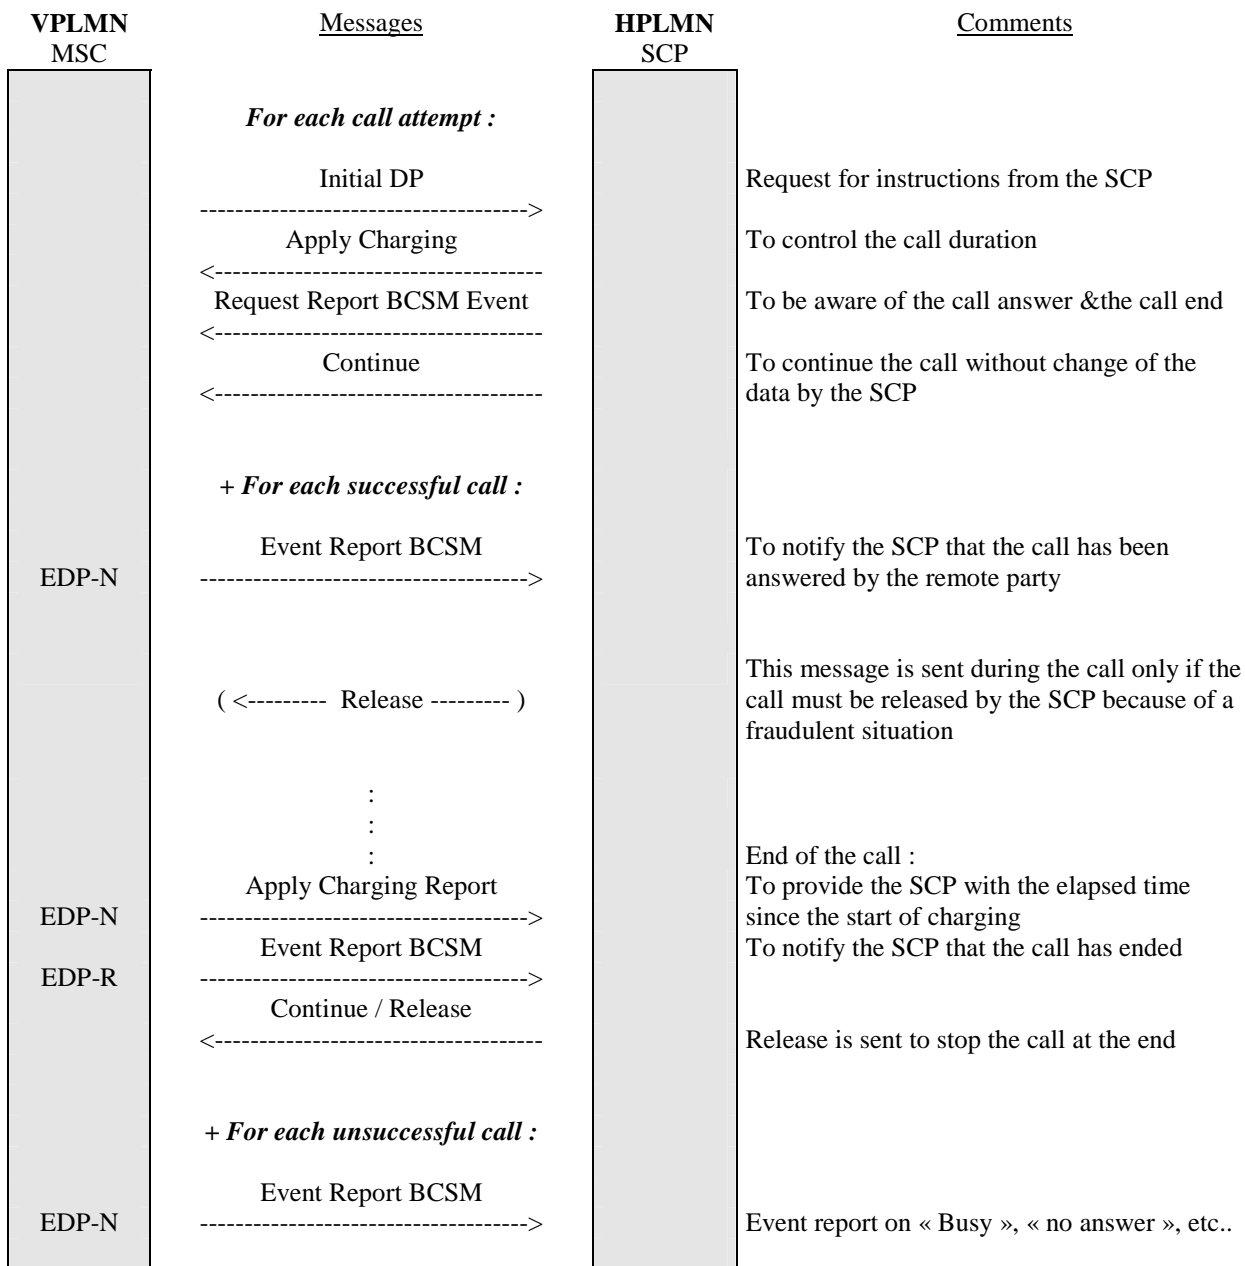 VPLMN Messages HPLMN Comments
MSC SCP
For each call attempt :
Initial DP Request for instructions from the SCP
------------------------------------->
Apply Charging To control the call duration
<-------------------------------------
Request Report BCSM Event To be aware of the call answer &the call end
<-------------------------------------
Continue To continue the call without change of the
<------------------------------------- data by the SCP
+ For each successful call :
Event Report BCSM To notify the SCP that the call has been
EDP-N -------------------------------------> answered by the remote party
This message is sent during the call only if the
( <--------- Release --------- ) call must be released by the SCP because of a
fraudulent situation
:
:
: End of the call :
Apply Charging Report To provide the SCP with the elapsed time
EDP-N -------------------------------------> since the start of charging
Event Report BCSM To notify the SCP that the call has ended
EDP-R ------------------------------------->
Continue / Release
<------------------------------------- Release is sent to stop the call at the end
+ For each unsuccessful call :
Event Report BCSM
EDP-N -------------------------------------> Event report on « Busy », « no answer », etc..